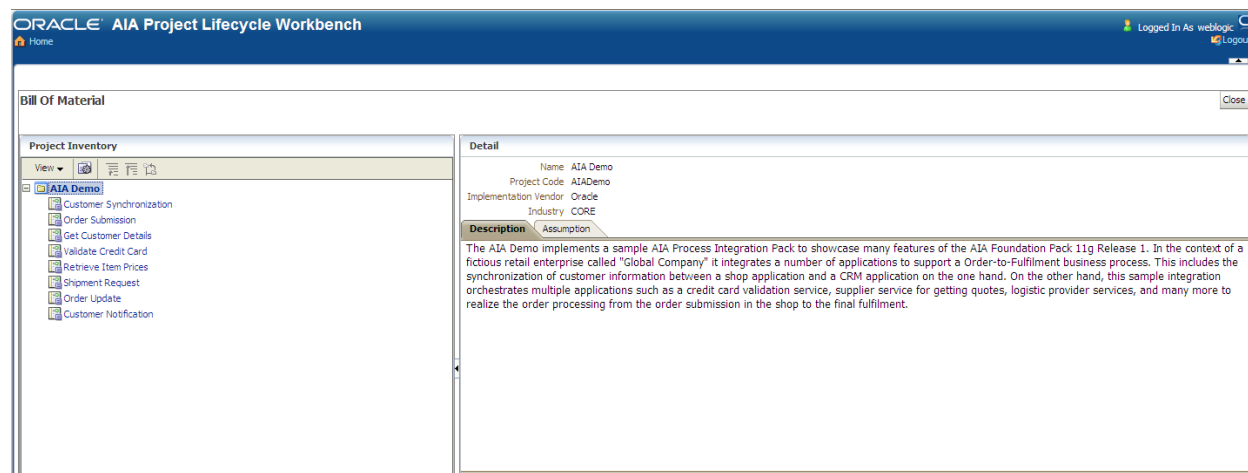 ORACLE AIA Project Lifecycle Workbench
Logged In As weblogic
Home
Logou
Bill Of Material
Close
Project Inventory
View
AIA Demo
Customer Synchronization
Order Submission
Get Customer Details
Validate Credit Card
Retrieve Item Prices
Shipment Request
Order Update
Customer Notification
Detail
Name AIA Demo
Project Code AIADemo
Implementation Vendor Oracle
Industry CORE
Description Assumption
The AIA Demo implements a sample AIA Process Integration Pack to showcase many features of the AIA Foundation Pack 11g Release 1. In the context of a
fictious retail enterprise called "Global Company" it integrates a number of applications to support a Order-to-Fulfilment business process. This includes the
synchronization of customer information between a shop application and a CRM application on the one hand. On the other hand, this sample integration
orchestrates multiple applications such as a credit card validation service, supplier service for getting quotes, logistic provider services, and many more to
realize the order processing from the order submission in the shop to the final fulfilment.